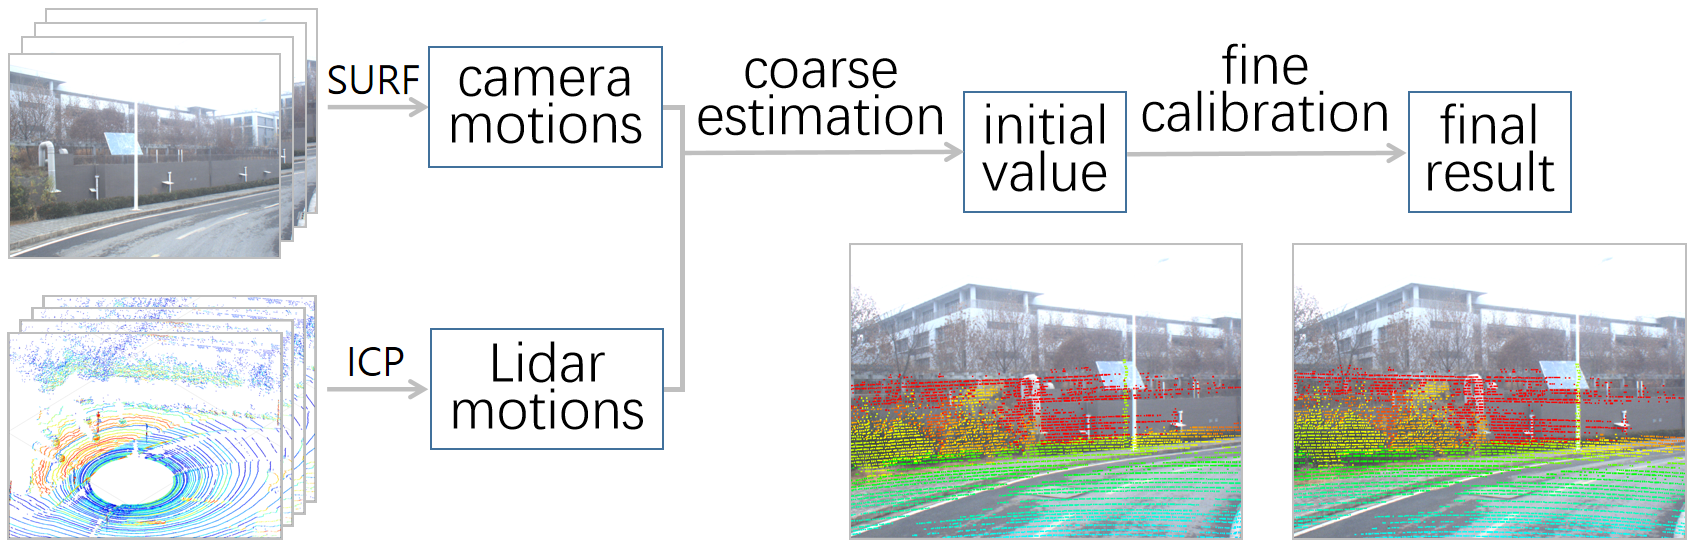 SURF
camera
motions
coarse
estimation
initial
value
fine
calibration
final
result
ICP
Lidar
motions